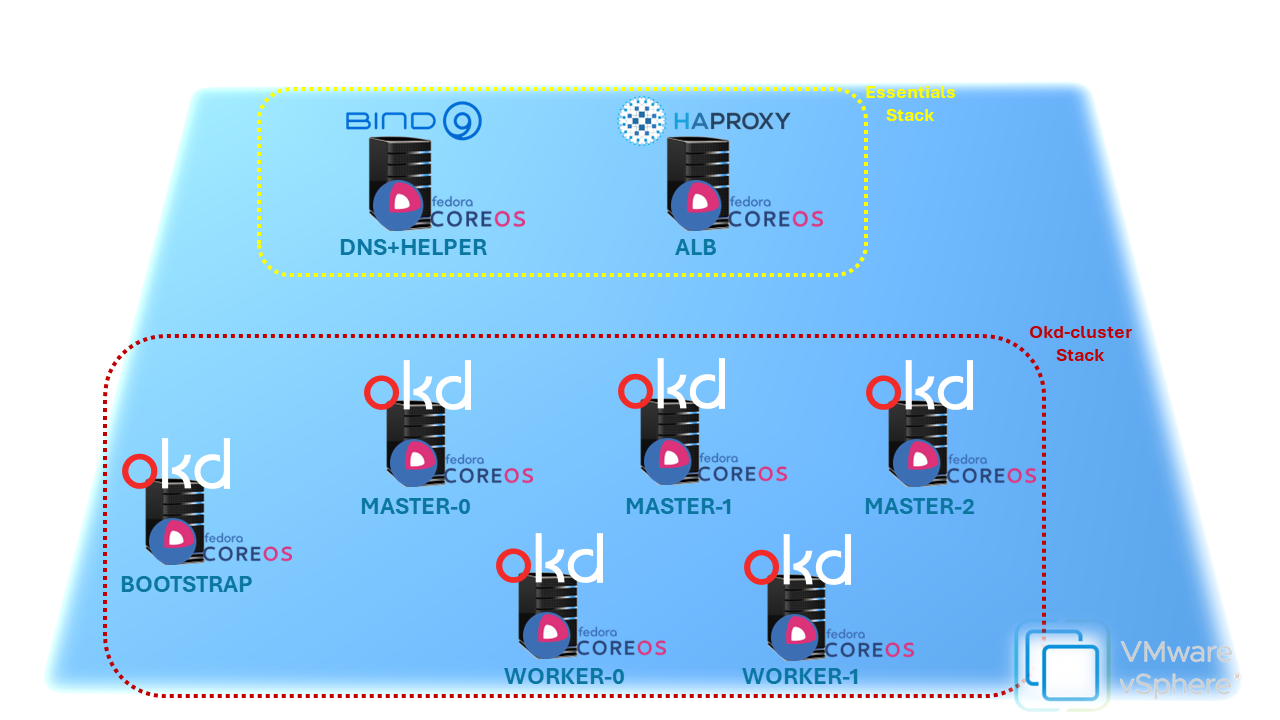 Essentials
Stack
BIND 9
HAPROXY
fedora
COREOS
fedora
COREOS
DNS+HELPER
ALB
Okd-cluster
Stack
okd
okd
okd
fedora
COREOS
fedora
COREOS
fedora
COREOS
MASTER-0
MASTER-1
MASTER-2
okd
fedora
COREOS
BOOTSTRAP
okd
okd
fedora
COREOS
fedora
COREOS
WORKER-0
WORKER-1
VMware
vSphere™